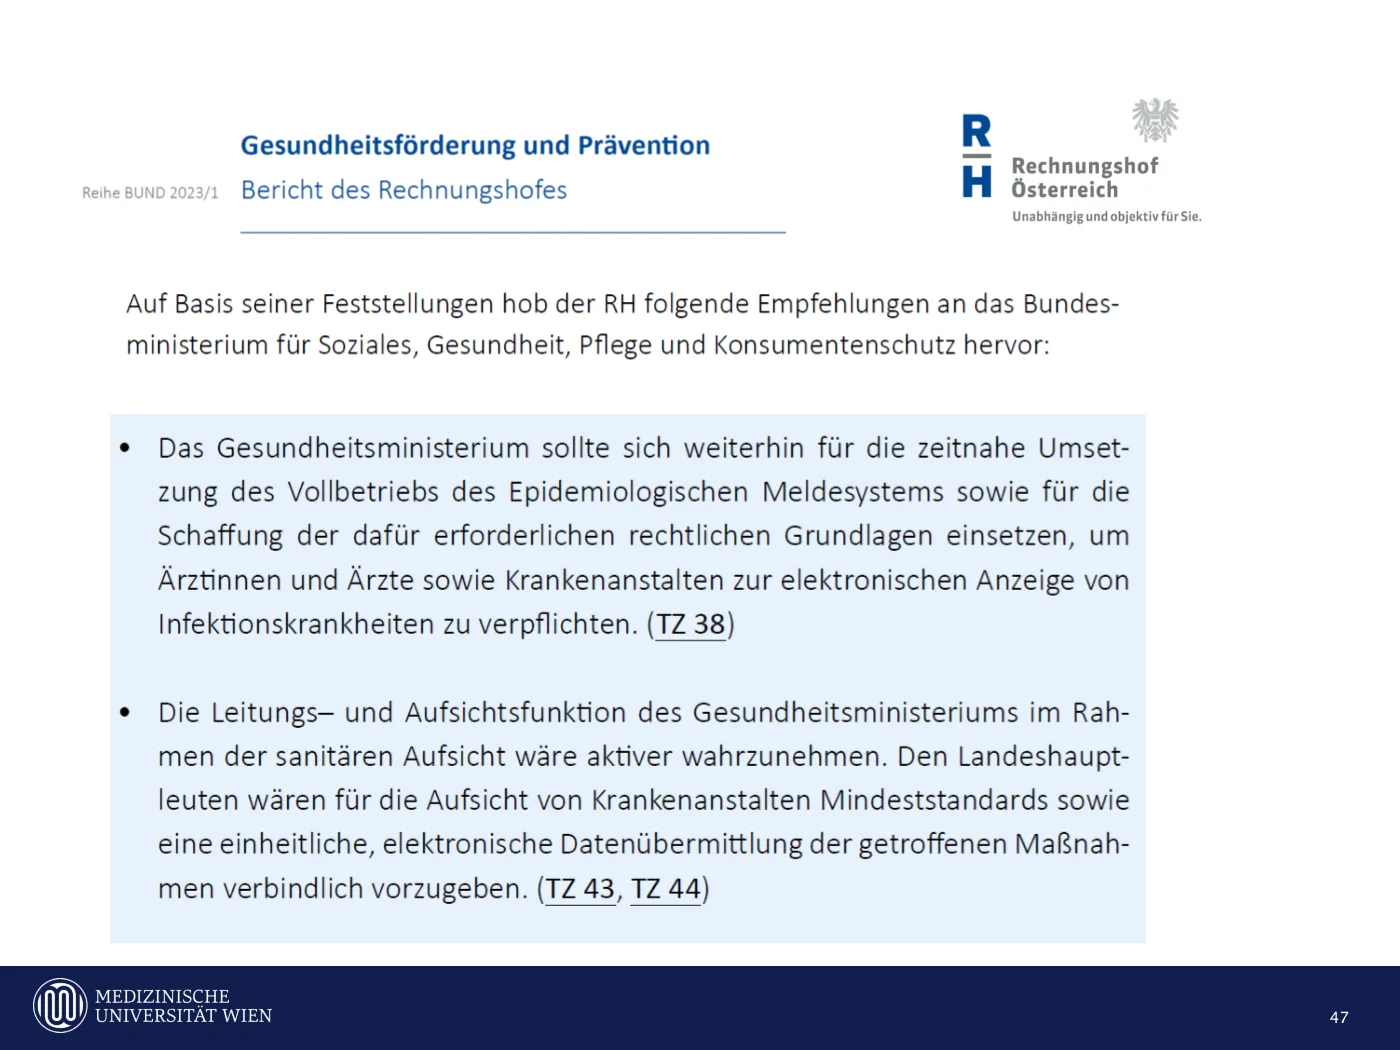 Gesundheitsförderung und Prävention
Reihe BUND 2023/1 Bericht des Rechnungshofes
R
H
Rechnungshof
Österreich
Unabhängig und objektiv für Sie.
Auf Basis seiner Feststellungen hob der RH folgende Empfehlungen an das Bundes-
ministerium für Soziales, Gesundheit, Pflege und Konsumentenschutz hervor:
• Das Gesundheitsministerium sollte sich weiterhin für die zeitnahe Umset-
zung des Vollbetriebs des Epidemiologischen Meldesystems sowie für die
Schaffung der dafür erforderlichen rechtlichen Grundlagen einsetzen, um
Ärztinnen und Ärzte sowie Krankenanstalten zur elektronischen Anzeige von
Infektionskrankheiten zu verpflichten. (TZ 38)
• Die Leitungs– und Aufsichtsfunktion des Gesundheitsministeriums im Rah-
men der sanitären Aufsicht wäre aktiver wahrzunehmen. Den Landeshaupt-
leuten wären für die Aufsicht von Krankenanstalten Mindeststandards sowie
eine einheitliche, elektronische Datenübermittlung der getroffenen Maßnah-
men verbindlich vorzugeben. (TZ 43, TZ 44)
MEDIZINISCHE
UNIVERSITÄT WIEN
47